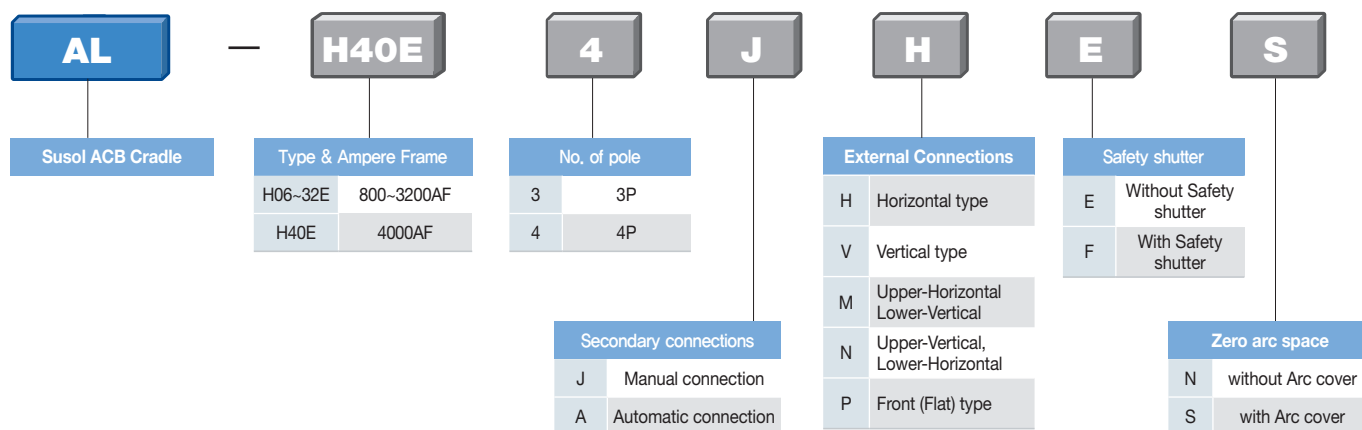 AL — H40E 4 J H E S
Susol ACB Cradle
Type & Ampere Frame
H06~32E 800~3200AF
H40E 4000AF
No. of pole
3 3P
4 4P
Secondary connections
J Manual connection
A Automatic connection
External Connections
H Horizontal type
V Vertical type
M Upper-Horizontal
Lower-Vertical
N Upper-Vertical,
Lower-Horizontal
P Front (Flat) type
Safety shutter
E Without Safety
shutter
F With Safety
shutter
Zero arc space
N without Arc cover
S with Arc cover